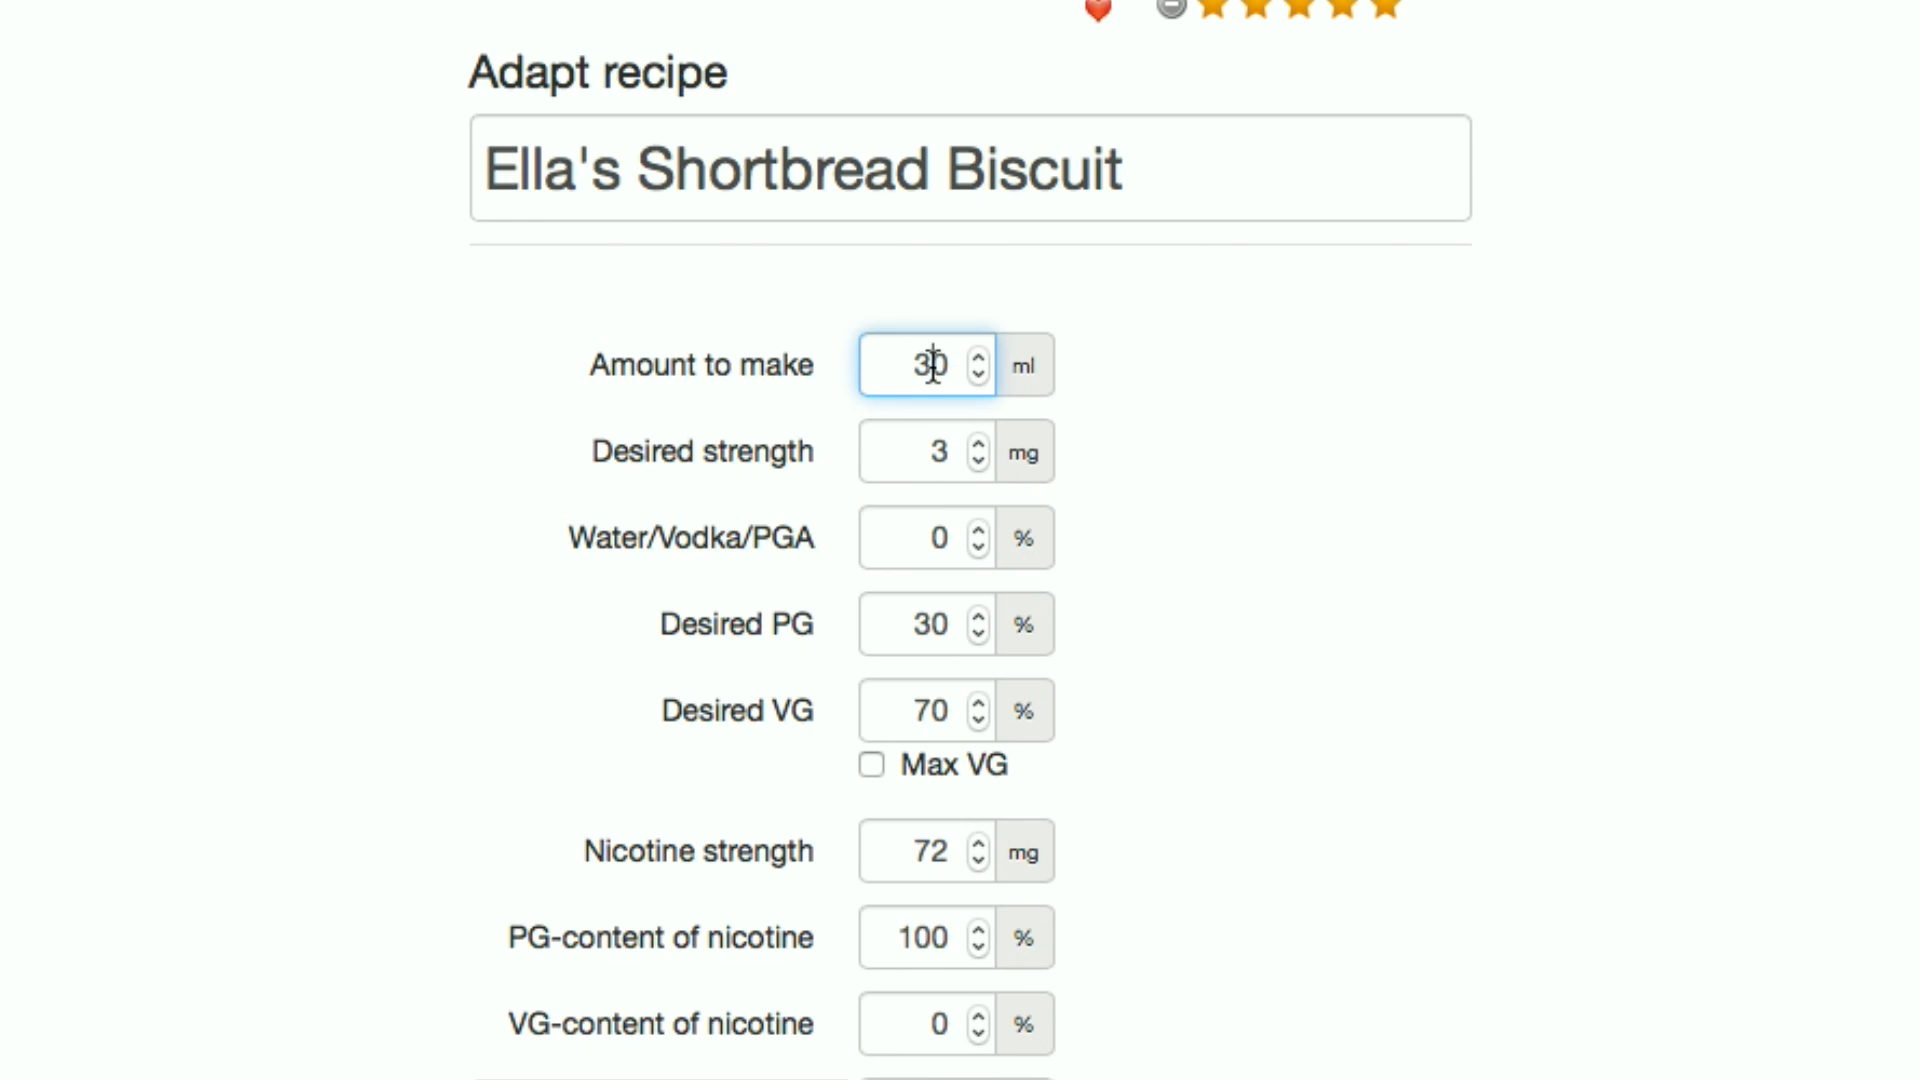 Adapt recipe
Ella's Shortbread Biscuit
Amount to make 30 ml
Desired strength 3 mg
Water/Vodka/PGA 0 %
Desired PG 30 %
Desired VG 70 %
Max VG
Nicotine strength 72 mg
PG-content of nicotine 100 %
VG-content of nicotine 0 %